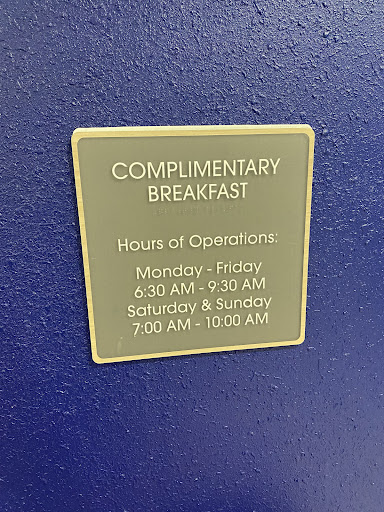 COMPLIMENTARY
BREAKFAST
Hours of Operations:
Monday - Friday
6:30 AM - 9:30 AM
Saturday & Sunday
7:00 AM - 10:00 AM